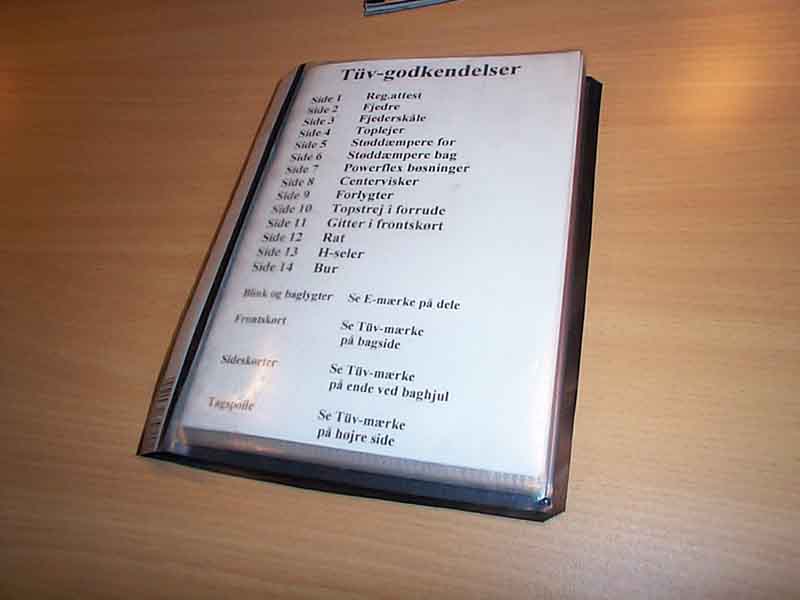 Tüv-godkendelser
Side 1 Reg.attest
Side 2 Fjedre
Side 3 Fjederskåle
Side 4 Toplejer
Side 5 Støddæmpere for
Side 6 Støddæmpere bag
Side 7 Powerflex bøsninger
Side 8 Centervisker
Side 9 Forlygter
Side 10 Topstrej i forrude
Side 11 Gitter i frontskørt
Side 12 Rat
Side 13 H-seler
Side 14 Bur
Blink og baglygter Se E-mærke på dele
Frontskørt Se Tüv-mærke
på bagside
Sideskørter Se Tüv-mærke
på ende ved baghjul
Tagspoile Se Tüv-mærke
på højre side